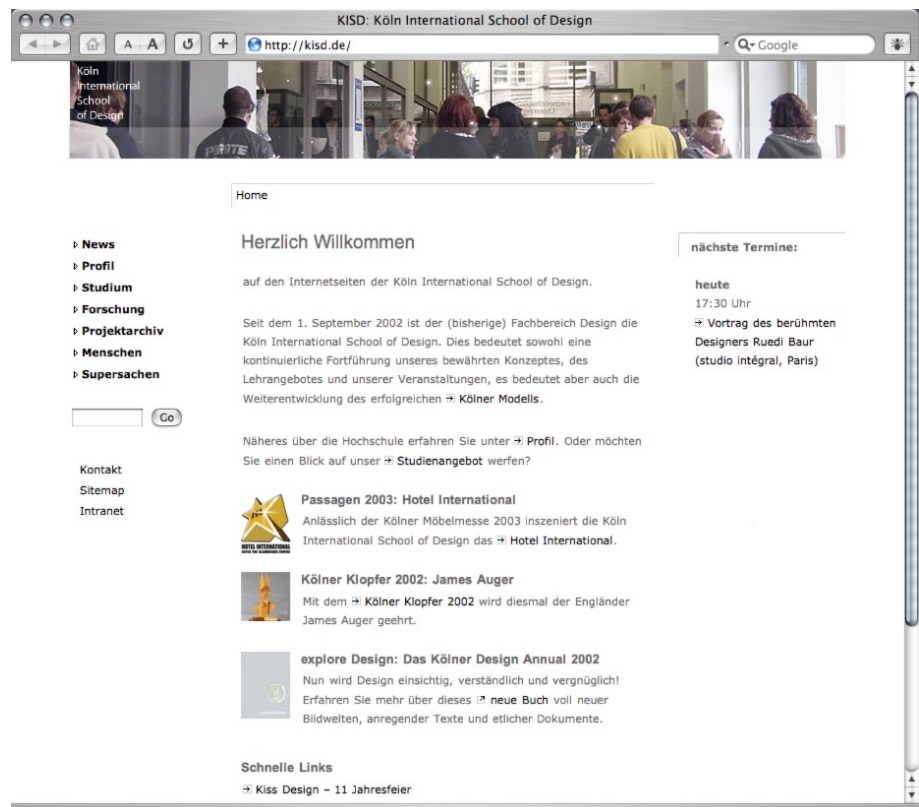 KISD: Köln International School of Design
A A
http://kisd.de/
Google
Köln
International
School
of Design
Home
News
Profil
Studium
Forschung
Projektarchiv
Menschen
Supersachen
Go
Kontakt
Sitemap
Intranet
Herzlich Willkommen
auf den Internetseiten der Köln International School of Design.
Seit dem 1. September 2002 ist der (bisherige) Fachbereich Design die
Köln International School of Design. Dies bedeutet sowohl eine
kontinuierliche Fortführung unseres bewährten Konzeptes, des
Lehrangebotes und unserer Veranstaltungen, es bedeutet aber auch die
Weiterentwicklung des erfolgreichen Kölner Modells.
Näheres über die Hochschule erfahren Sie unter Profil. Oder möchten
Sie einen Blick auf unser Studienangebot werfen?
HOTEL INTERNATIONAL
Passagen 2003: Hotel International
Anlässlich der Kölner Möbelmesse 2003 inszeniert die Köln
International School of Design das Hotel International.
Kölner Klopfer 2002: James Auger
Mit dem Kölner Klopfer 2002 wird diesmal der Engländer
James Auger geehrt.
explore Design: Das Kölner Design Annual 2002
Nun wird Design einsichtig, verständlich und vergnüglich!
Erfahren Sie mehr über dieses neue Buch voll neuer
Bildwelten, anregender Texte und etlicher Dokumente.
Schnelle Links
Kiss Design – 11 Jahresfeier
nächste Termine:
heute
17:30 Uhr
Vortrag des berühmten
Designers Ruedi Baur
(studio intégral, Paris)